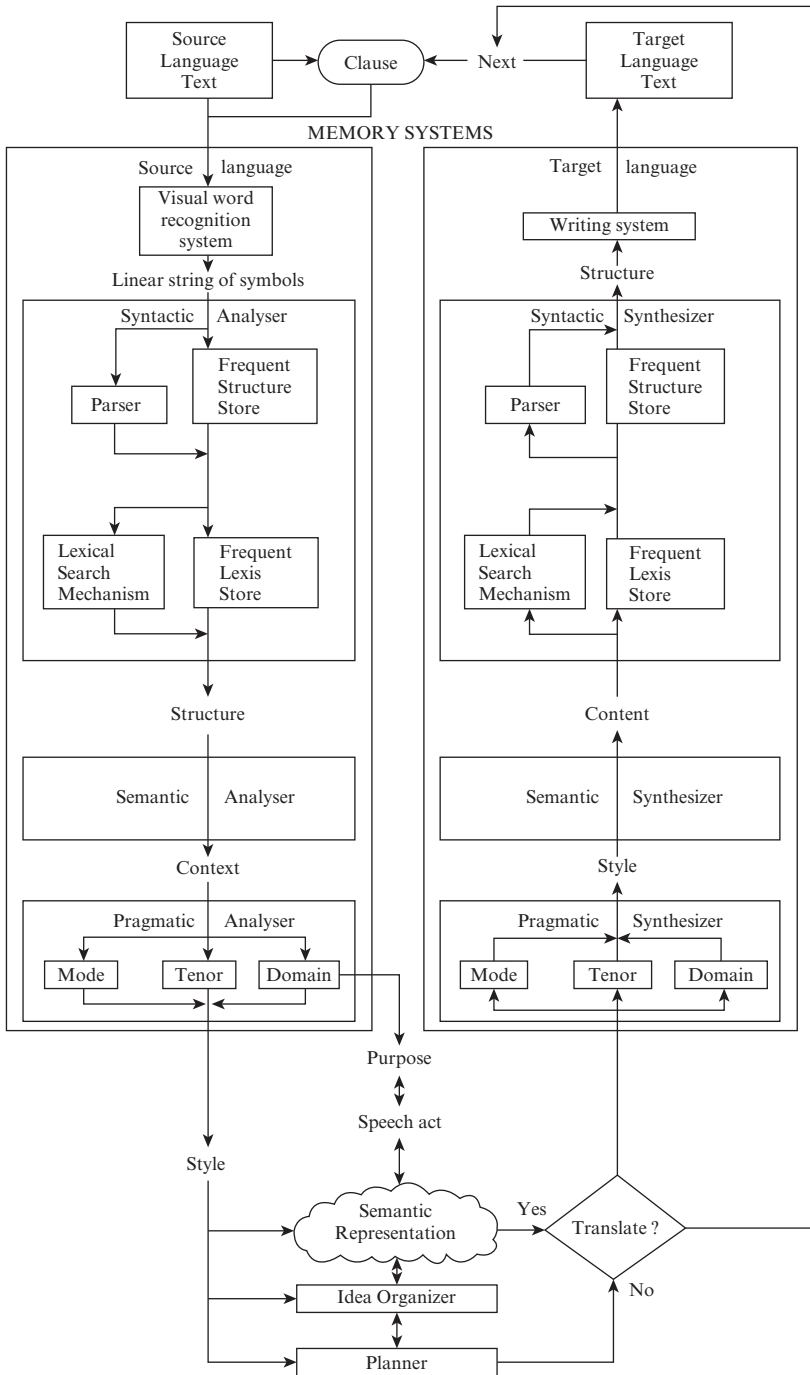 Source
Language
Text
Clause
Next
Target
Language
Text
MEMORY SYSTEMS
Source language
Visual word
recognition
system
Linear string of symbols
Syntactic Analyser
Parser
Frequent
Structure
Store
Lexical
Search
Mechanism
Frequent
Lexis
Store
Structure
Semantic Analyser
Context
Pragmatic Analyser
Mode
Tenor
Domain
Target language
Writing system
Structure
Syntactic Synthesizer
Parser
Frequent
Structure
Store
Lexical
Search
Mechanism
Frequent
Lexis
Store
Content
Semantic Synthesizer
Style
Pragmatic Synthesizer
Mode
Tenor
Domain
Purpose
Speech act
Style
Semantic
Representation
Yes
Translate ?
No
Idea Organizer
Planner